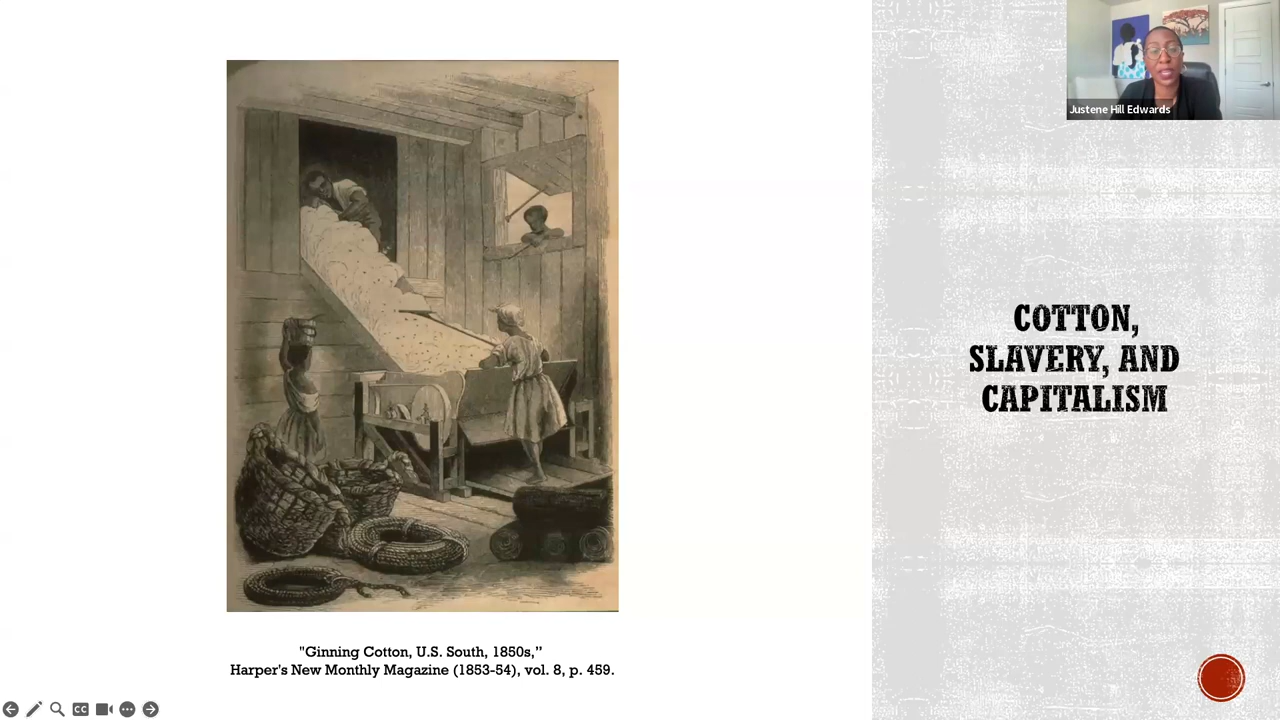 Justene Hill Edwards
COTTON,
SLAVERY, AND
CAPITALISM
"Ginning Cotton, U.S. South, 1850s,”
Harper's New Monthly Magazine (1853-54), vol. 8, p. 459.
CC